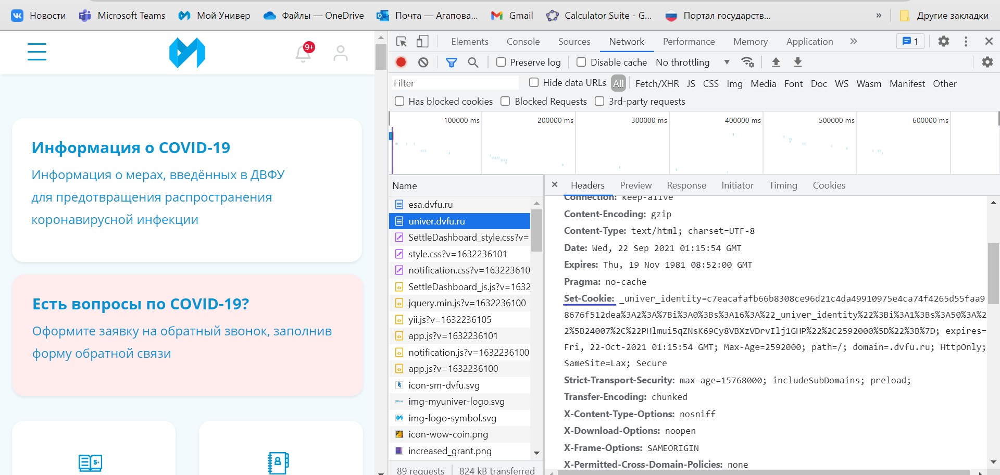 Новости Microsoft Teams Мой Универ Файлы — OneDrive Почта — Агапова... Gmail Calculator Suite - G... Портал государств... » Другие закладки
9+
Информация о COVID-19
Информация о мерах, введённых в ДВФУ
для предотвращения распространения
коронавирусной инфекции
Есть вопросы по COVID-19?
Оформите заявку на обратный звонок, заполнив
форму обратной связи
5+
Elements Console Sources Network Performance Memory Application » 1
Preserve log Disable cache No throttling
Filter Hide data URLs All Fetch/XHR JS CSS Img Media Font Doc WS Wasm Manifest Other
Has blocked cookies Blocked Requests 3rd-party requests
100000 ms 200000 ms 300000 ms 400000 ms 500000 ms 600000 ms
Name
esa.dvfu.ru
univer.dvfu.ru
SettleDashboard_style.css?v=
style.css?v=1632236101
notification.css?v=163223610
SettleDashboard_js.js?v=1632
jquery.min.js?v=1632236100
yii.js?v=1632236105
app.js?v=1632236101
notification.js?v=1632236100
app.js?v=1632236100
icon-sm-dvfu.svg
img-myuniver-logo.svg
img-logo-symbol.svg
icon-wow-coin.png
increased_grant.png
89 requests 824 kB transferred
Headers Preview Response Initiator Timing Cookies
Connection: keep-alive
Content-Encoding: gzip
Content-Type: text/html; charset=UTF-8
Date: Wed, 22 Sep 2021 01:15:54 GMT
Expires: Thu, 19 Nov 1981 08:52:00 GMT
Pragma: no-cache
Set-Cookie: _univer_identity=c7eacafafb66b8308ce96d21c4da49910975e4ca74f4265d55faa9
8676f512dea%3A2%3A%7Bi%3A0%3Bs%3A16%3A%22_univer_identity%22%3Bi%3A1%3Bs%3A50%3A%2
2%5B24007%2C%22PHlmui5qZNsK69Cy8VBXzVDrvIlj1GHP%22%2C2592000%5D%22%3B%7D; expires=
Fri, 22-Oct-2021 01:15:54 GMT; Max-Age=2592000; path=/; domain=.dvfu.ru; HttpOnly;
SameSite=Lax; Secure
Strict-Transport-Security: max-age=15768000; includeSubDomains; preload;
Transfer-Encoding: chunked
X-Content-Type-Options: nosniff
X-Download-Options: noopen
X-Frame-Options: SAMEORIGIN
X-Permitted-Cross-Domain-Policies: none